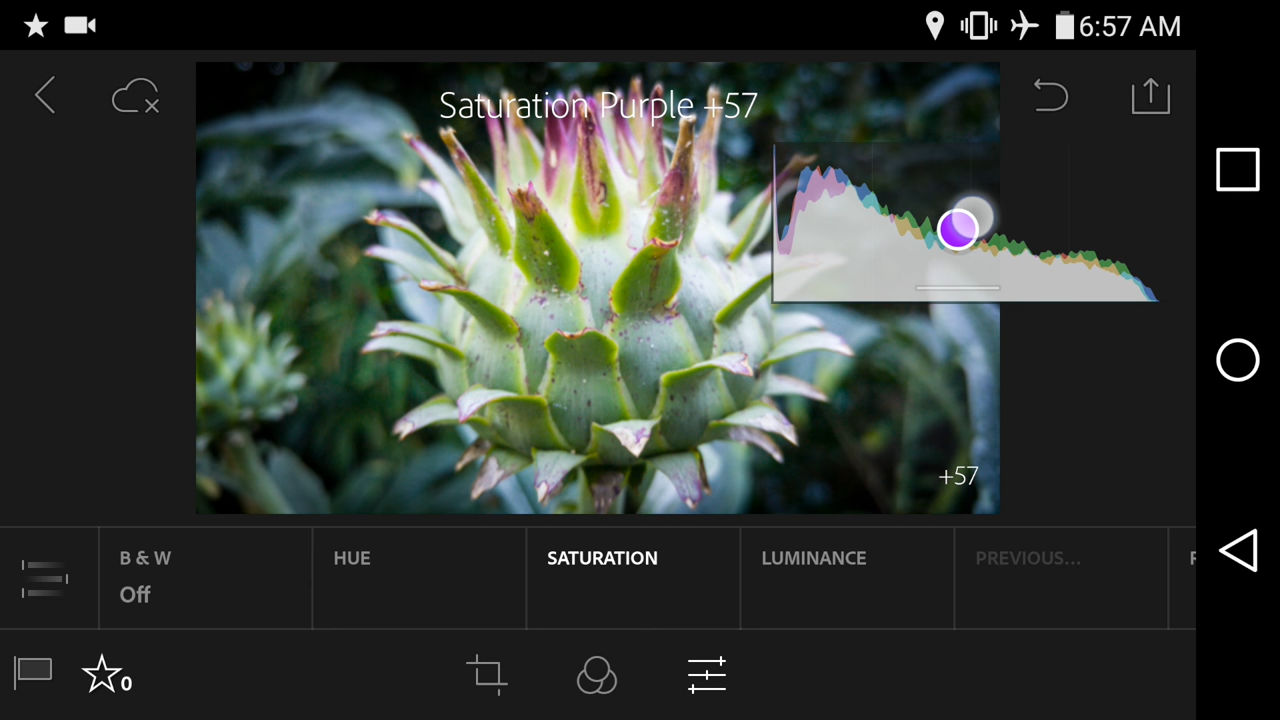 6:57 AM
Saturation Purple +57
+57
B & W
Off
HUE
SATURATION
LUMINANCE
PREVIOUS...
0